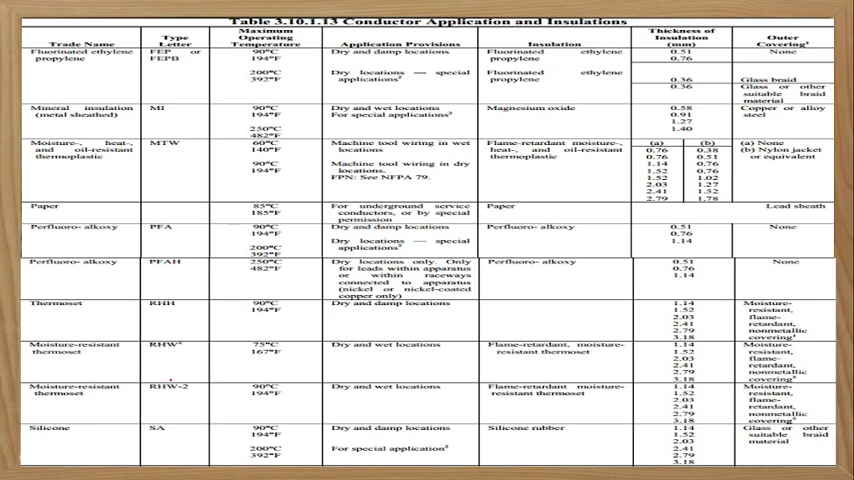 Table 3.10.1.13 Conductor Application and Insulations
Trade Name | Type Letter | Maximum Operating Temperature | Application Provisions | Insulation | Thickness of Insulation (mm) | Outer Covering¹
Fluorinated ethylene propylene | FEP or FEPB | 90°C 194°F | Dry and damp locations | Fluorinated ethylene propylene | 0.51 0.76 | None
200°C 392°F | Dry locations — special applications² | Fluorinated ethylene propylene | 0.36 | Glass braid
0.36 | Glass or other suitable braid material
Mineral insulation (metal sheathed) | MI | 90°C 194°F 250°C 482°F | Dry and wet locations For special applications² | Magnesium oxide | 0.58 0.91 1.27 1.40 | Copper or alloy steel
Moisture-, heat-, and oil-resistant thermoplastic | MTW | 60°C 140°F 90°C 194°F | Machine tool wiring in wet locations Machine tool wiring in dry locations. FPN: See NFPA 79. | Flame-retardant moisture-, heat-, and oil-resistant thermoplastic | (a) 0.76 0.76 1.14 1.52 1.52 2.03 2.41 2.79 | (b) 0.38 0.51 0.76 0.76 1.02 1.27 1.52 1.78 | (a) None (b) Nylon jacket or equivalent
Paper | 85°C 185°F | For underground service conductors, or by special permission | Paper | Lead sheath
Perfluoro- alkoxy | PFA | 90°C 194°F 200°C 392°F | Dry and damp locations Dry locations — special applications² | Perfluoro- alkoxy | 0.51 0.76 1.14 | None
Perfluoro- alkoxy | PFAH | 250°C 482°F | Dry locations only. Only for leads within apparatus or within raceways connected to apparatus (nickel or nickel-coated copper only) | Perfluoro- alkoxy | 0.51 0.76 1.14 | None
Thermoset | RHH | 90°C 194°F | Dry and damp locations | 1.14 1.52 2.03 2.41 2.79 3.18 | Moisture-resistant, flame-retardant, nonmetallic covering¹
Moisture-resistant thermoset | RHW⁴ | 75°C 167°F | Dry and wet locations | Flame-retardant, moisture-resistant thermoset | 1.14 1.52 2.03 2.41 2.79 3.18 | Moisture-resistant, flame-retardant, nonmetallic covering
Moisture-resistant thermoset | RHW-2 | 90°C 194°F | Dry and wet locations | Flame-retardant moisture-resistant thermoset | 1.14 1.52 2.03 2.41 2.79 3.18 | Moisture-resistant, flame-retardant, nonmetallic covering
Silicone | SA | 90°C 194°F 200°C 392°F | Dry and damp locations For special application² | Silicone rubber | 1.14 1.52 2.03 2.41 2.79 3.18 | Glass or other suitable braid material